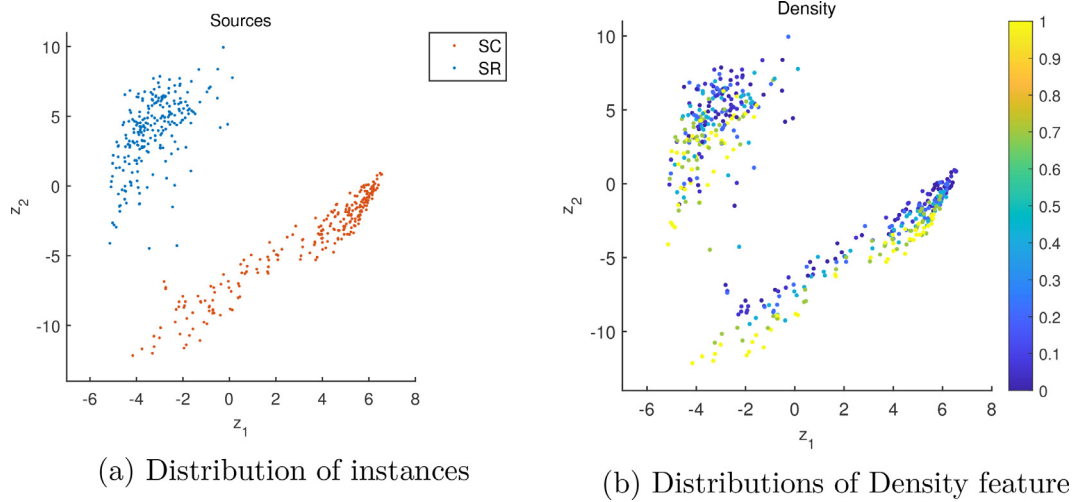 Sources
10
5
0
-5
-10
z2
-6 -4 -2 0 2 4 6 8
z1
SC
SR
(a) Distribution of instances
Density
10
5
0
-5
-10
z2
-6 -4 -2 0 2 4 6 8
z1
1
0.9
0.8
0.7
0.6
0.5
0.4
0.3
0.2
0.1
0
(b) Distributions of Density feature